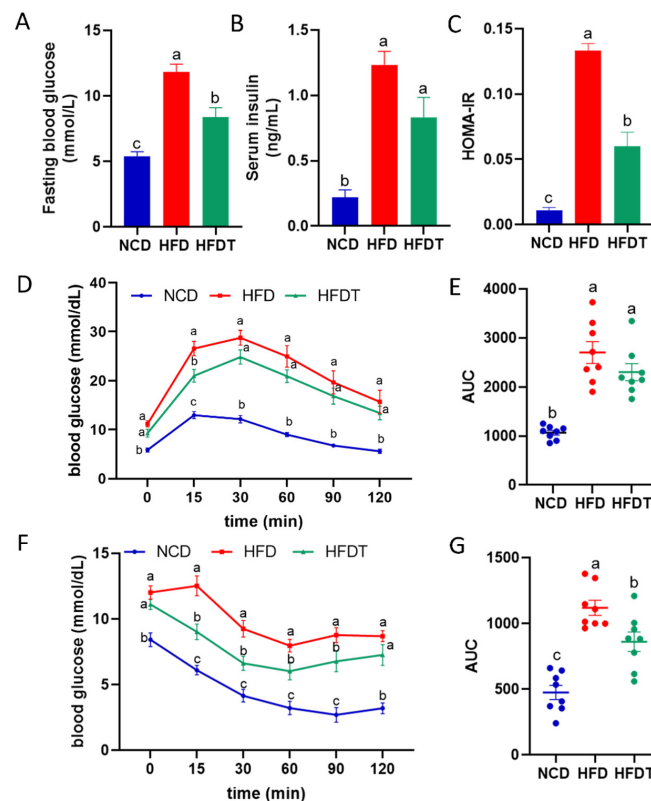 A
Fasting blood glucose
(mmol/L)
15
10
5
0
a
b
c
NCD HFD HFDT
B
Serum insulin
(ng/mL)
1.5
1.0
0.5
0.0
a
a
b
NCD HFD HFDT
C
HOMA-IR
0.15
0.10
0.05
0.00
a
b
c
NCD HFD HFDT
D
NCD HFD HFDT
blood glucose (mmol/dL)
40
30
20
10
0
a
a
b
a
b
c
a
a
b
a
a
b
a
a
b
a
a
b
0 15 30 60 90 120
time (min)
E
AUC
4000
3000
2000
1000
0
a
a
b
NCD HFD HFDT
F
NCD HFD HFDT
blood glucose (mmol/dL)
15
10
5
0
a
a
b
a
b
c
a
b
c
a
b
c
a
b
c
a
a
b
0 15 30 60 90 120
time (min)
G
AUC
1500
1000
500
0
a
b
c
NCD HFD HFDT